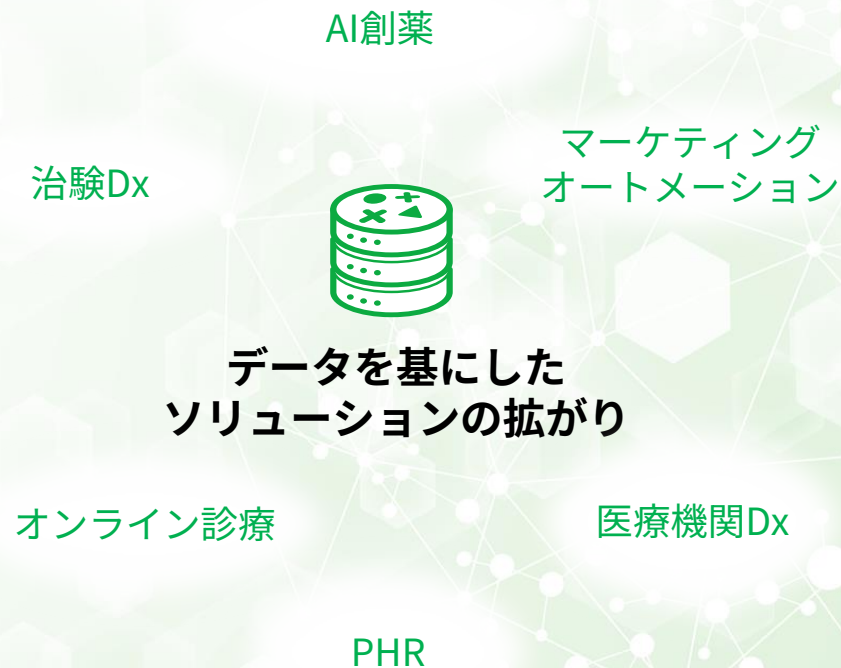 AI創薬
マーケティング
オートメーション
治験Dx
データを基にした
ソリューションの拡がり
オンライン診療
医療機関Dx
PHR